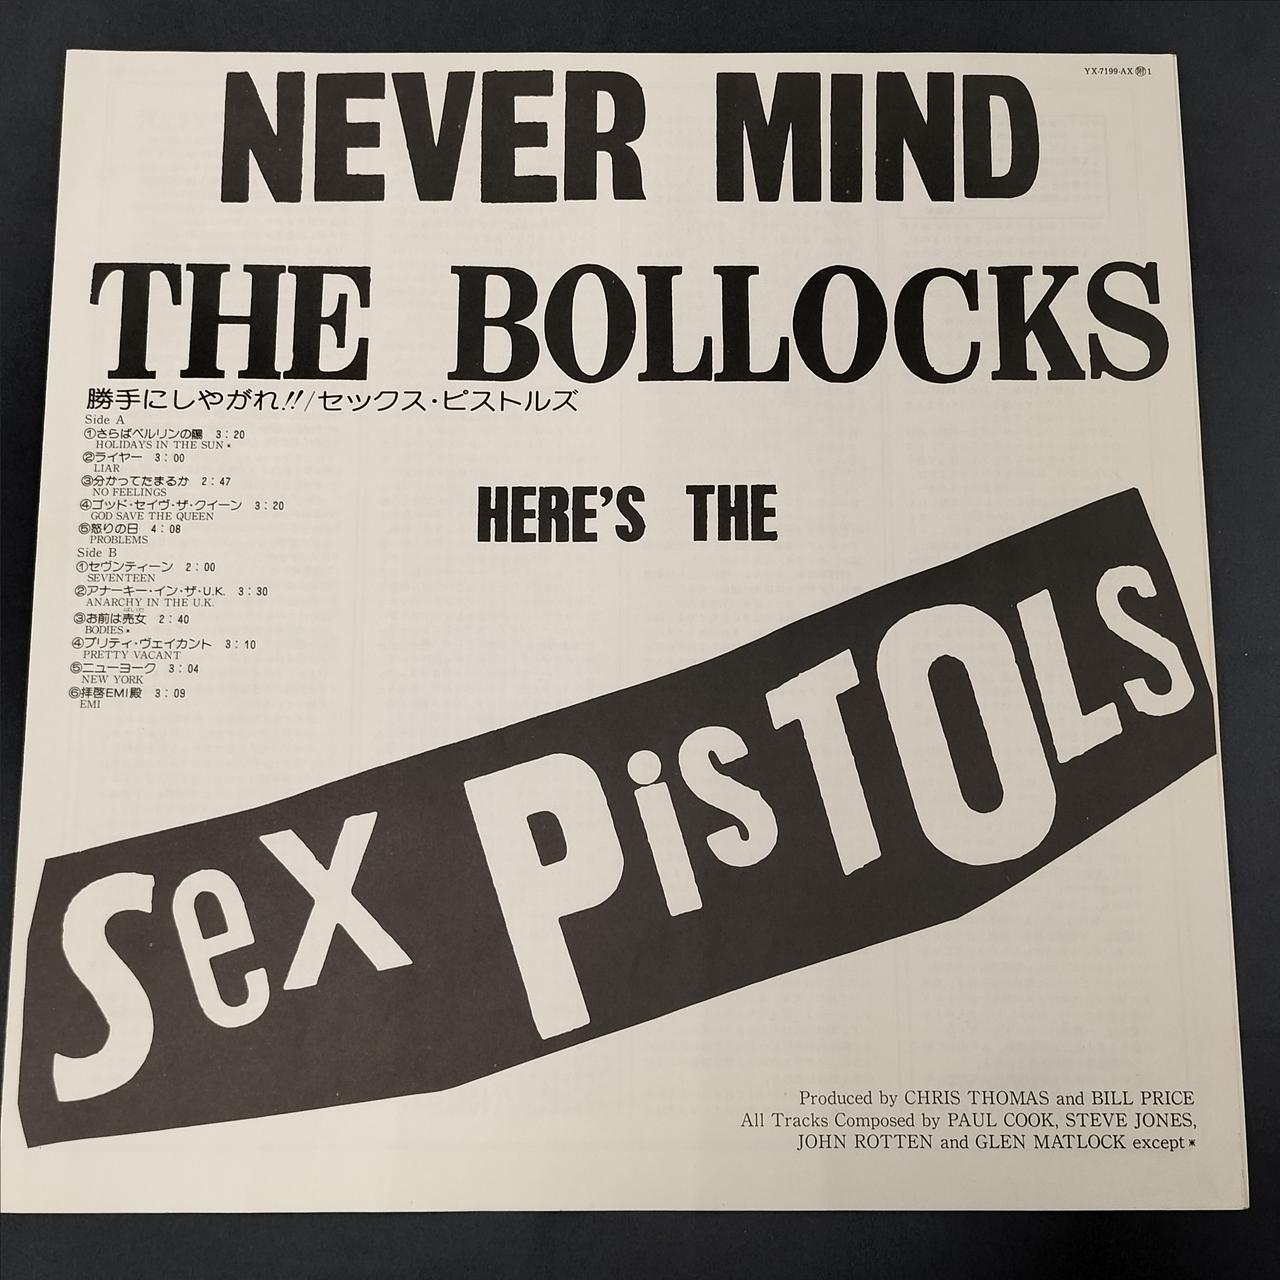 YX-7199-AX 附1
NEVER MIND
THE BOLLOCKS
勝手にしやがれ!!/セックス・ピストルズ
Side A
①さらばベルリンの陽 3:20
HOLIDAYS IN THE SUN*
②ライヤー 3:00
LIAR
③分かってたまるか 2:47
NO FEELINGS
④ゴッド・セイヴ・ザ・クイーン 3:20
GOD SAVE THE QUEEN
⑤怒りの日 4:08
PROBLEMS
Side B
①セヴンティーン 2:00
SEVENTEEN
②アナーキー・イン・ザ・U.K. 3:30
ANARCHY IN THE U.K.
ばいた
③お前は売女 2:40
BODIES*
④プリティ・ヴェイカント 3:10
PRETTY VACANT
⑤ニューヨーク 3:04
NEW YORK
⑥拝啓EMI殿 3:09
EMI
HERE'S THE
SeX PiSTOLS
Produced by CHRIS THOMAS and BILL PRICE
All Tracks Composed by PAUL COOK, STEVE JONES,
JOHN ROTTEN and GLEN MATLOCK except*